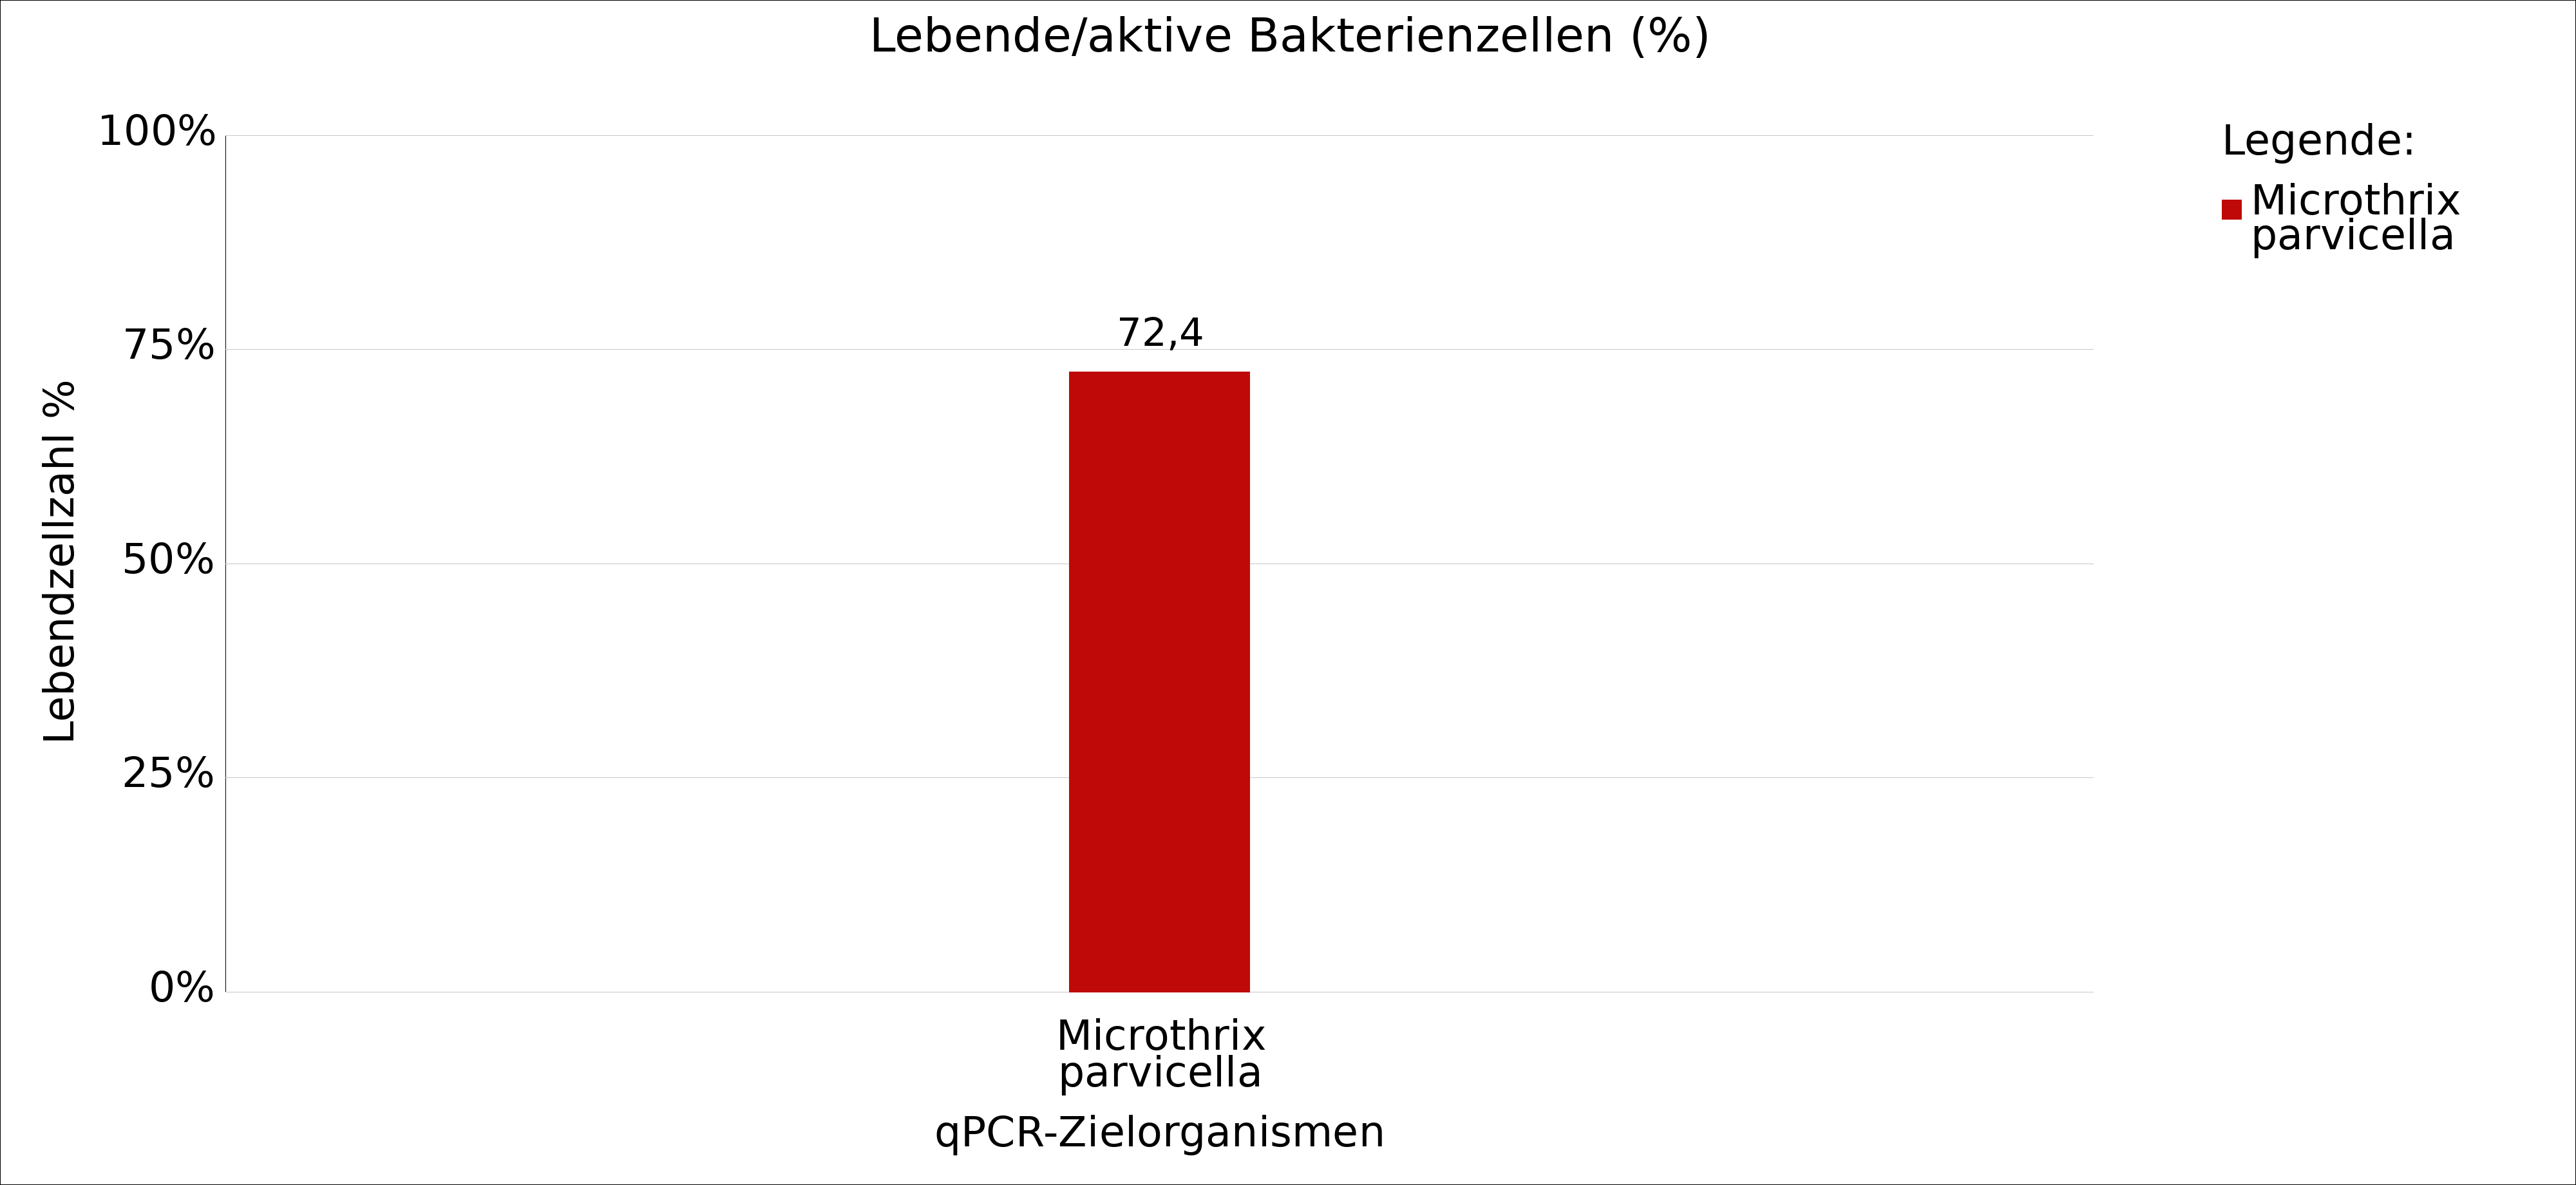 Lebende/aktive Bakterienzellen (%)
100%
75%
50%
25%
0%
Lebendzellzahl %
72,4
Microthrix
parvicella
qPCR-Zielorganismen
Legende:
Microthrix
parvicella